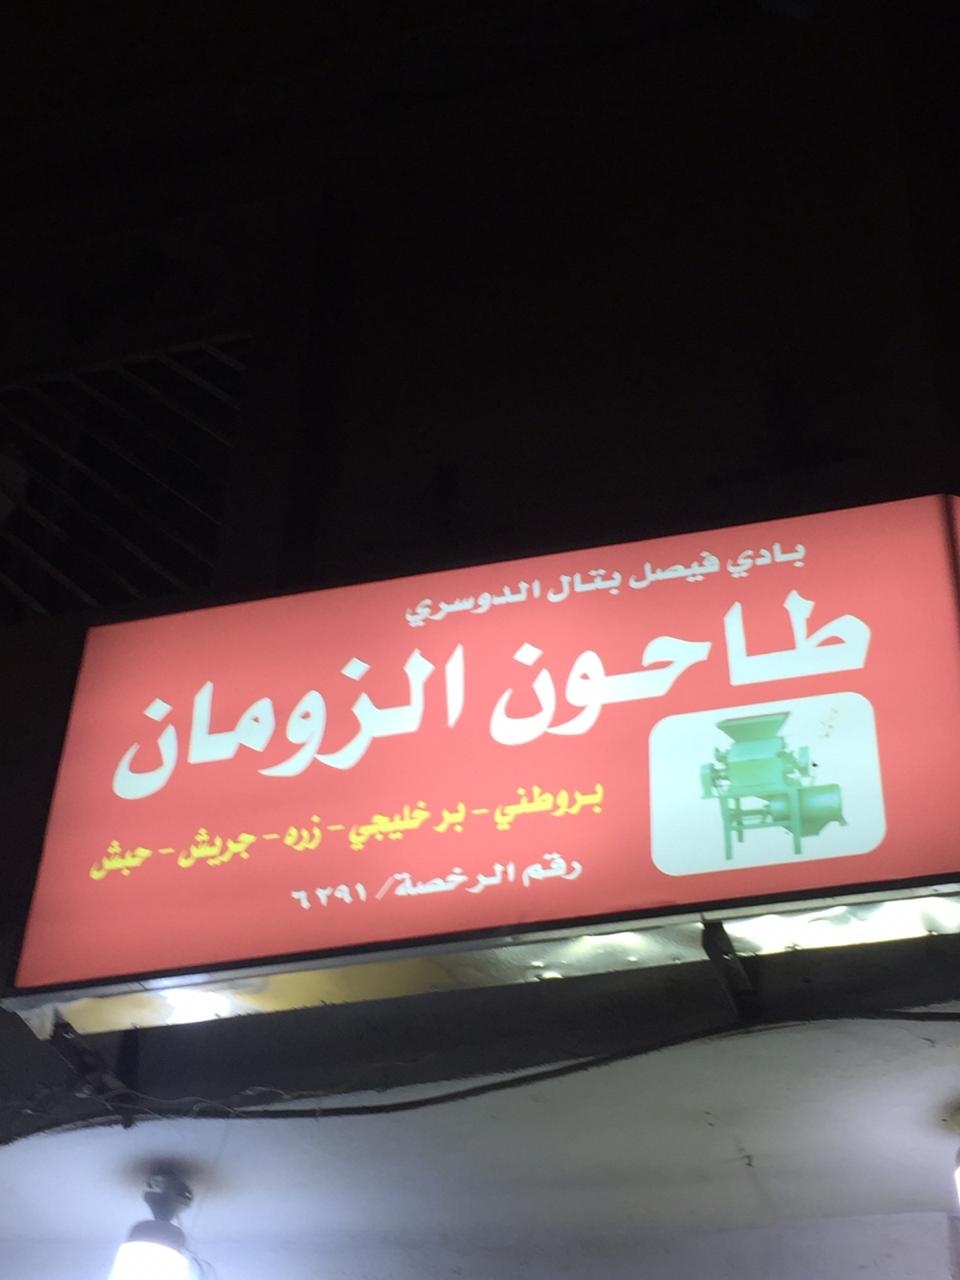 بادي فيصل بتال الدوسري
طاحون الزومان
بروطني - بر خليجي - زره - جريش - حبش
رقم الرخصة/ ٦٢٩١